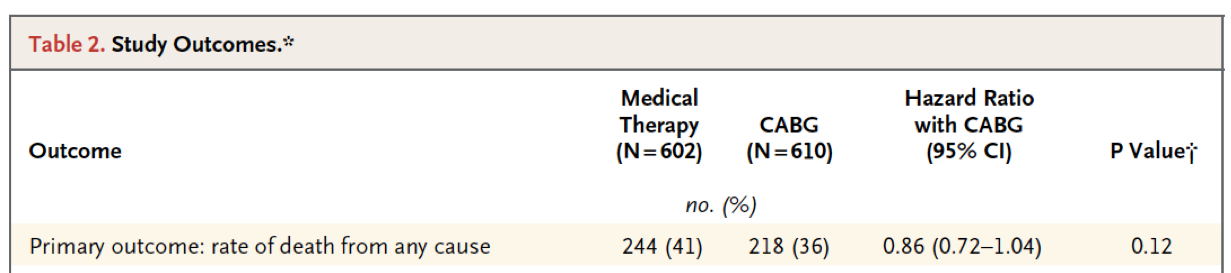 Table 2. Study Outcomes.*
Outcome
Medical Therapy (N=602)
CABG (N=610)
Hazard Ratio with CABG (95% CI)
P Value†
no. (%)
Primary outcome: rate of death from any cause 244 (41) 218 (36) 0.86 (0.72–1.04) 0.12